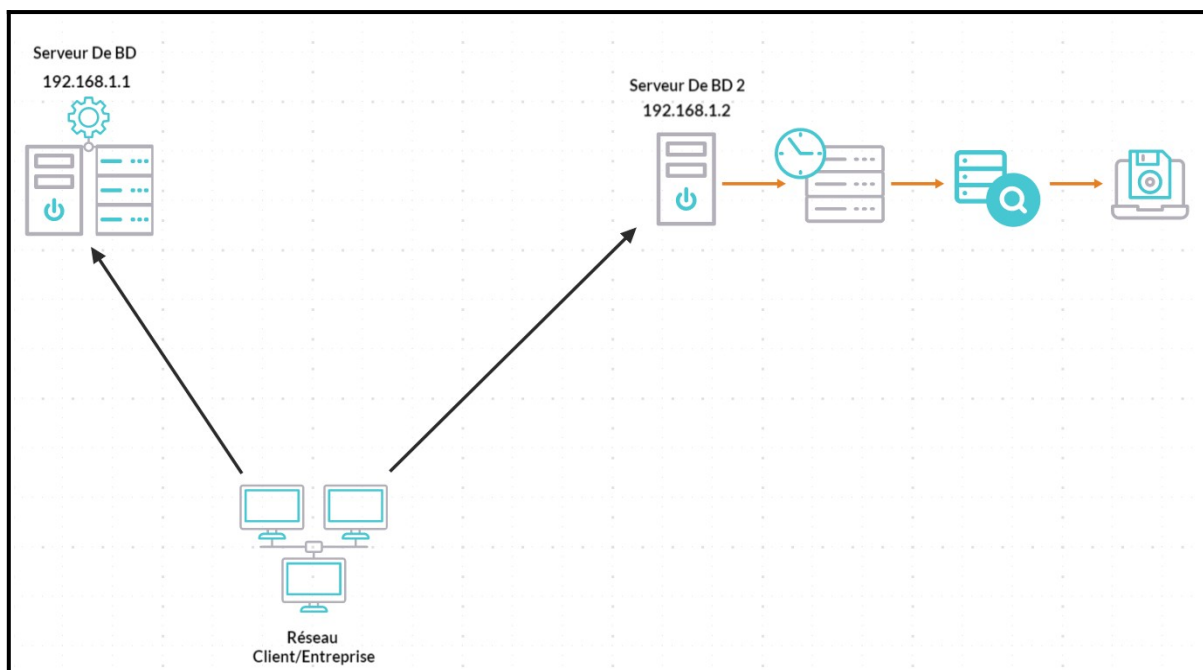 Serveur De BD
192.168.1.1
Serveur De BD 2
192.168.1.2
Réseau
Client/Entreprise